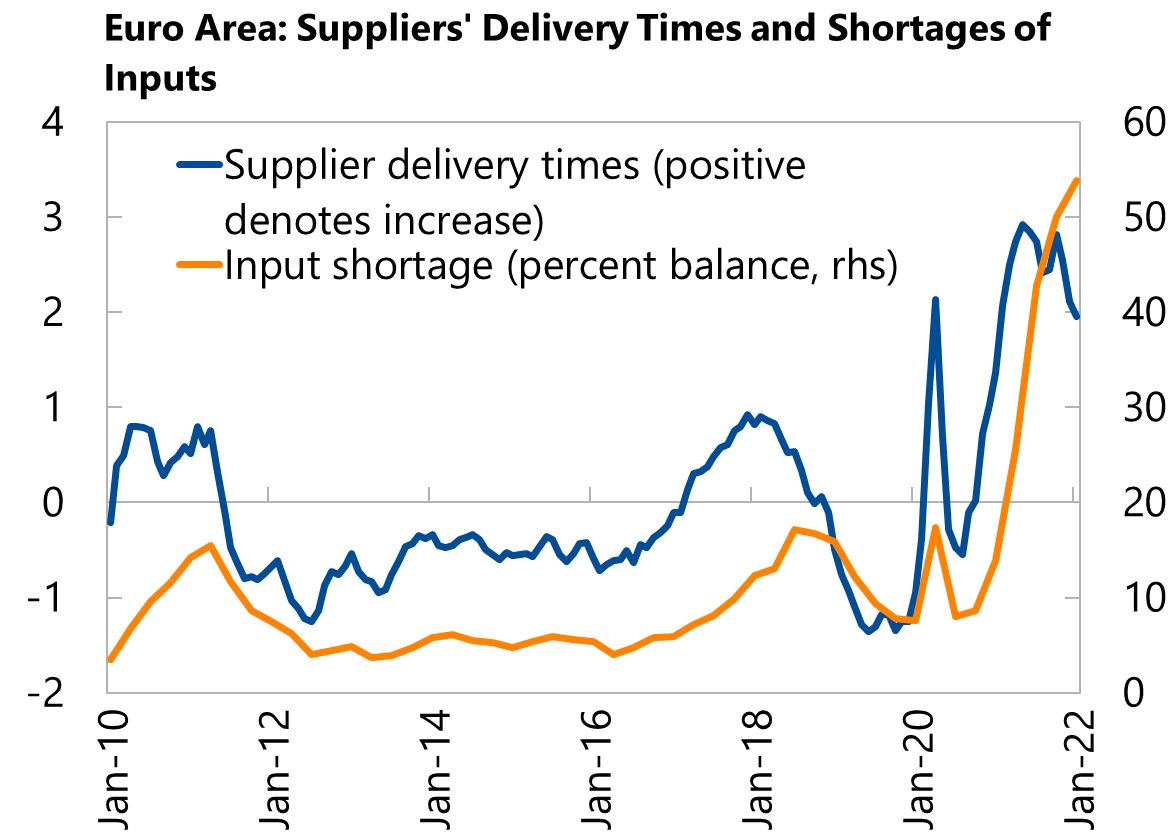 Euro Area: Suppliers' Delivery Times and Shortages of
Inputs
4
3
2
1
0
-1
-2
60
50
40
30
20
10
0
Supplier delivery times (positive
denotes increase)
Input shortage (percent balance, rhs)
Jan-10
Jan-12
Jan-14
Jan-16
Jan-18
Jan-20
Jan-22